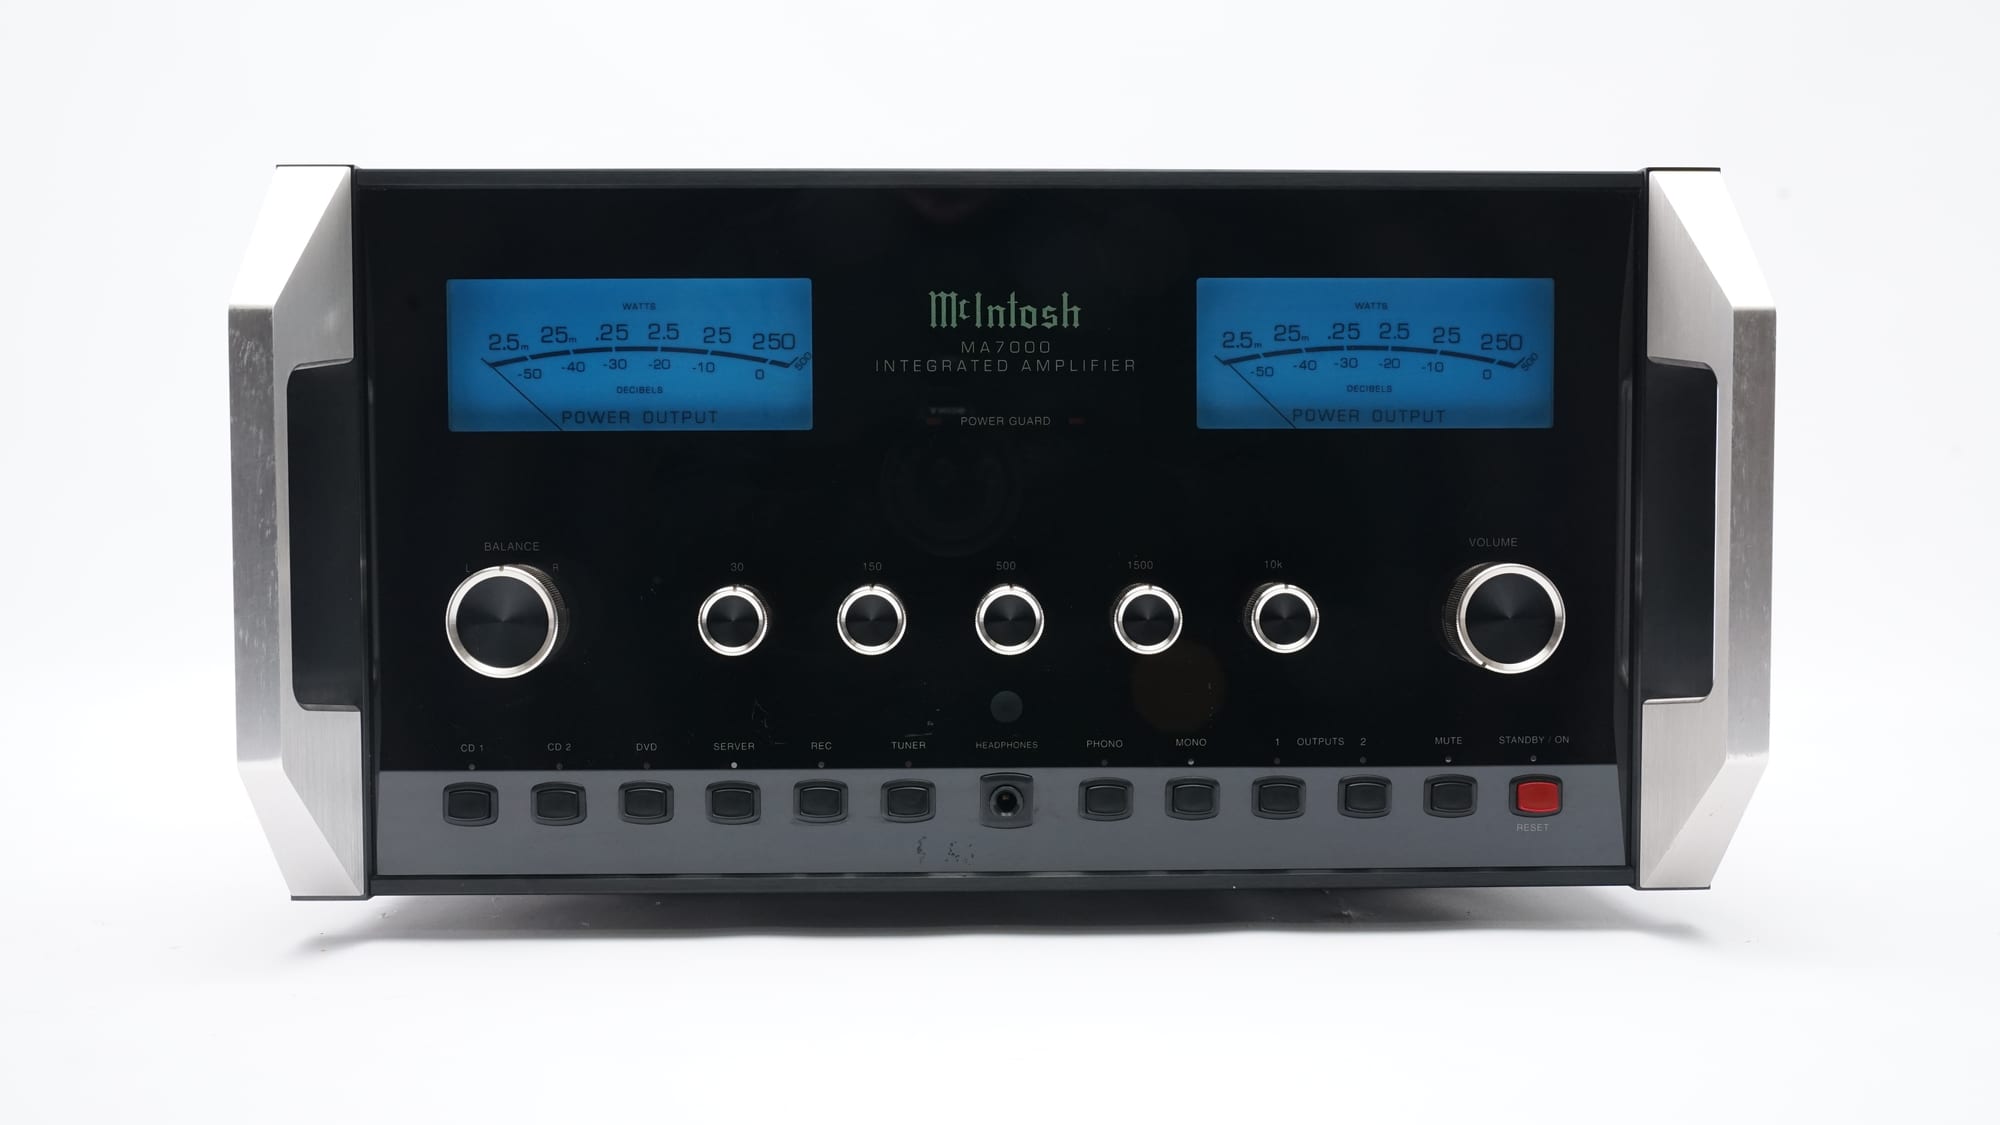 WATTS
2.5m 25m .25 2.5 25 250 500
-50 -40 -30 -20 -10 0
DECIBELS
POWER OUTPUT
McIntosh
MA7000
INTEGRATED AMPLIFIER
POWER GUARD
WATTS
2.5m 25m .25 2.5 25 250 500
-50 -40 -30 -20 -10 0
DECIBELS
POWER OUTPUT
BALANCE
L R
30 150 500 1500 10k
VOLUME
CD 1 CD 2 DVD SERVER REC TUNER HEADPHONES PHONO MONO 1 OUTPUTS 2 MUTE STANDBY / ON
RESET